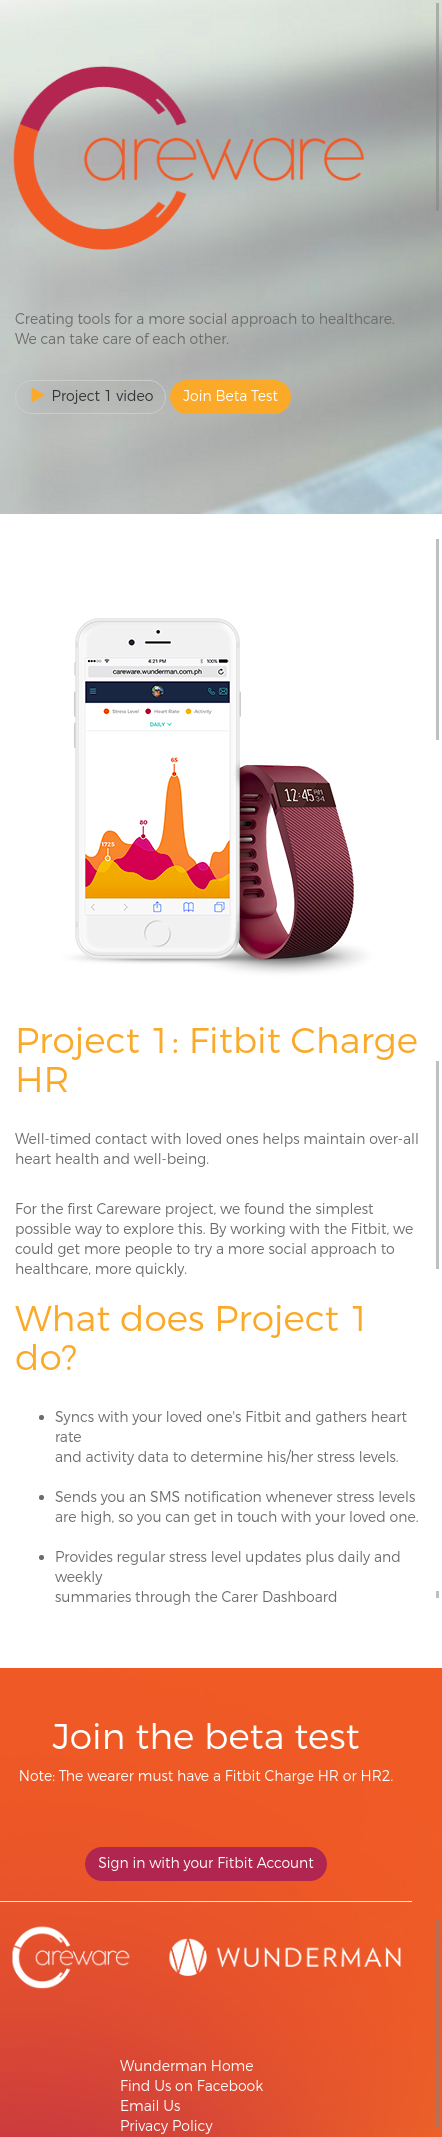 Careware
Creating tools for a more social approach to healthcare.
We can take care of each other.
Project 1 video
Join Beta Test
4:21 PM
100%
careware.wunderman.com.ph
Stress Level
Heart Rate
Activity
DAILY
65
80
1725
12:45 PM
34
Project 1: Fitbit Charge
HR
Well-timed contact with loved ones helps maintain over-all
heart health and well-being.
For the first Careware project, we found the simplest
possible way to explore this. By working with the Fitbit, we
could get more people to try a more social approach to
healthcare, more quickly.
What does Project 1
do?
Syncs with your loved one's Fitbit and gathers heart
rate
and activity data to determine his/her stress levels.
Sends you an SMS notification whenever stress levels
are high, so you can get in touch with your loved one.
Provides regular stress level updates plus daily and
weekly
summaries through the Carer Dashboard
Join the beta test
Note: The wearer must have a Fitbit Charge HR or HR2.
Sign in with your Fitbit Account
Careware
WUNDERMAN
Wunderman Home
Find Us on Facebook
Email Us
Privacy Policy